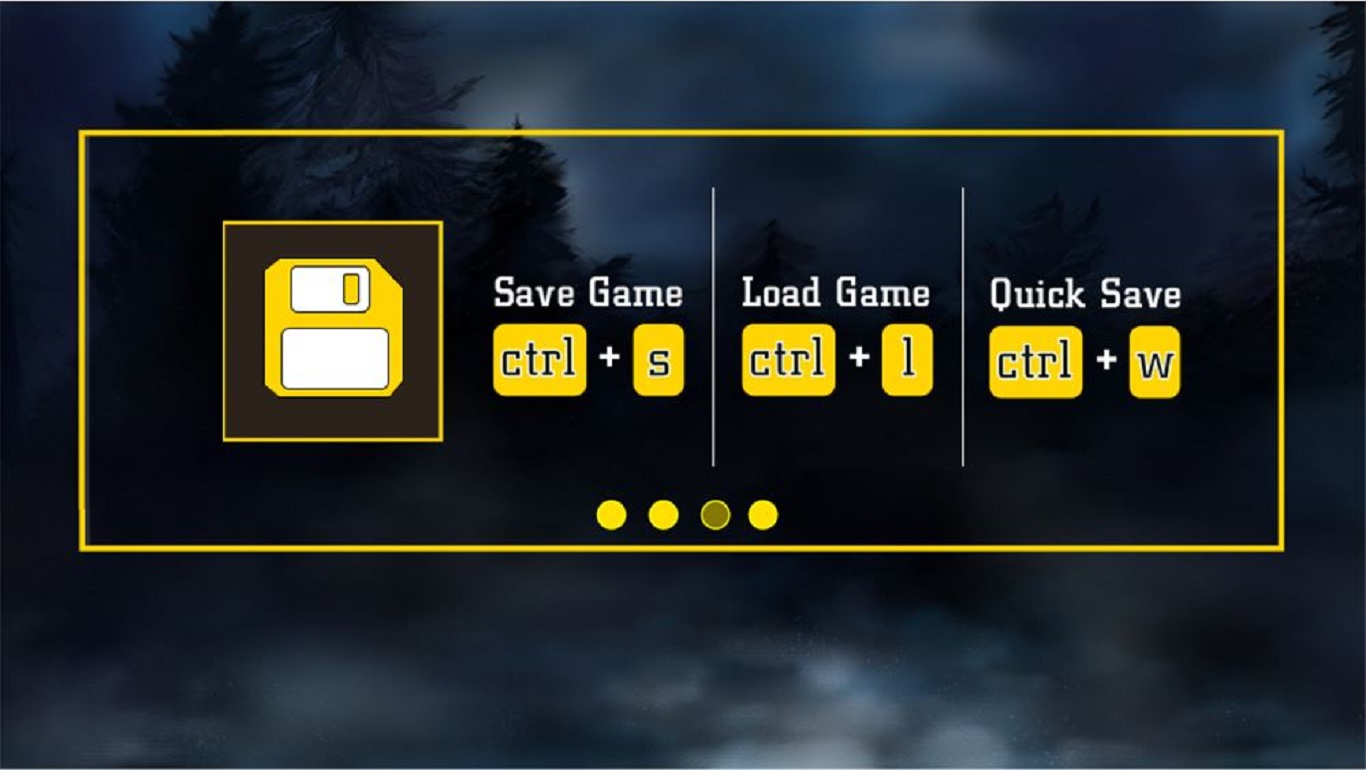 Save Game
ctrl + s
Load Game
ctrl + l
Quick Save
ctrl + w